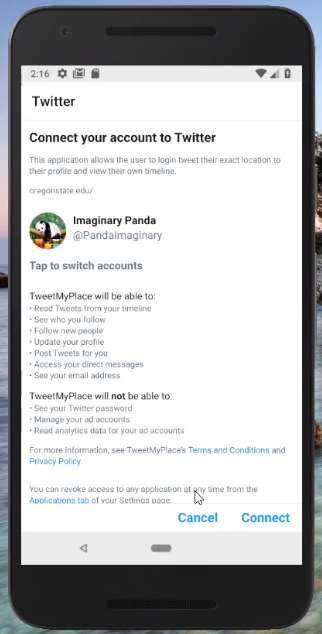 2:16
Twitter
Connect your account to Twitter
This application allows the user to login tweet their exact location to
their profile and view their own timeline.
oregonstate.edu/
Imaginary Panda
@PandaImaginary
Tap to switch accounts
TweetMyPlace will be able to:
• Read Tweets from your timeline
• See who you follow
• Follow new people
• Update your profile
• Post Tweets for you
• Access your direct messages
• See your email address
TweetMyPlace will not be able to:
• See your Twitter password
• Manage your ad accounts
• Read analytics data for your ad accounts
For more information, see TweetMyPlace's Terms and Conditions and
Privacy Policy.
You can revoke access to any application at any time from the
Applications tab of your Settings page.
Cancel Connect